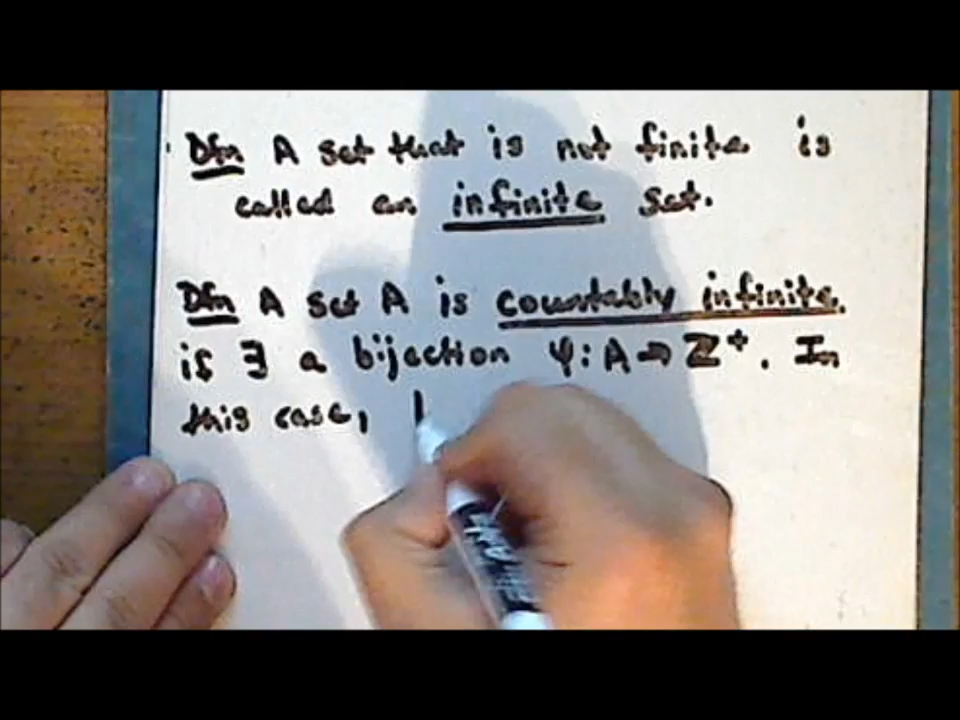 Dfn A set that is not finite is
called an infinite set.
Dfn A set A is countably infinite
is ∃ a bijection φ: A → ℤ⁺. In
this case, |